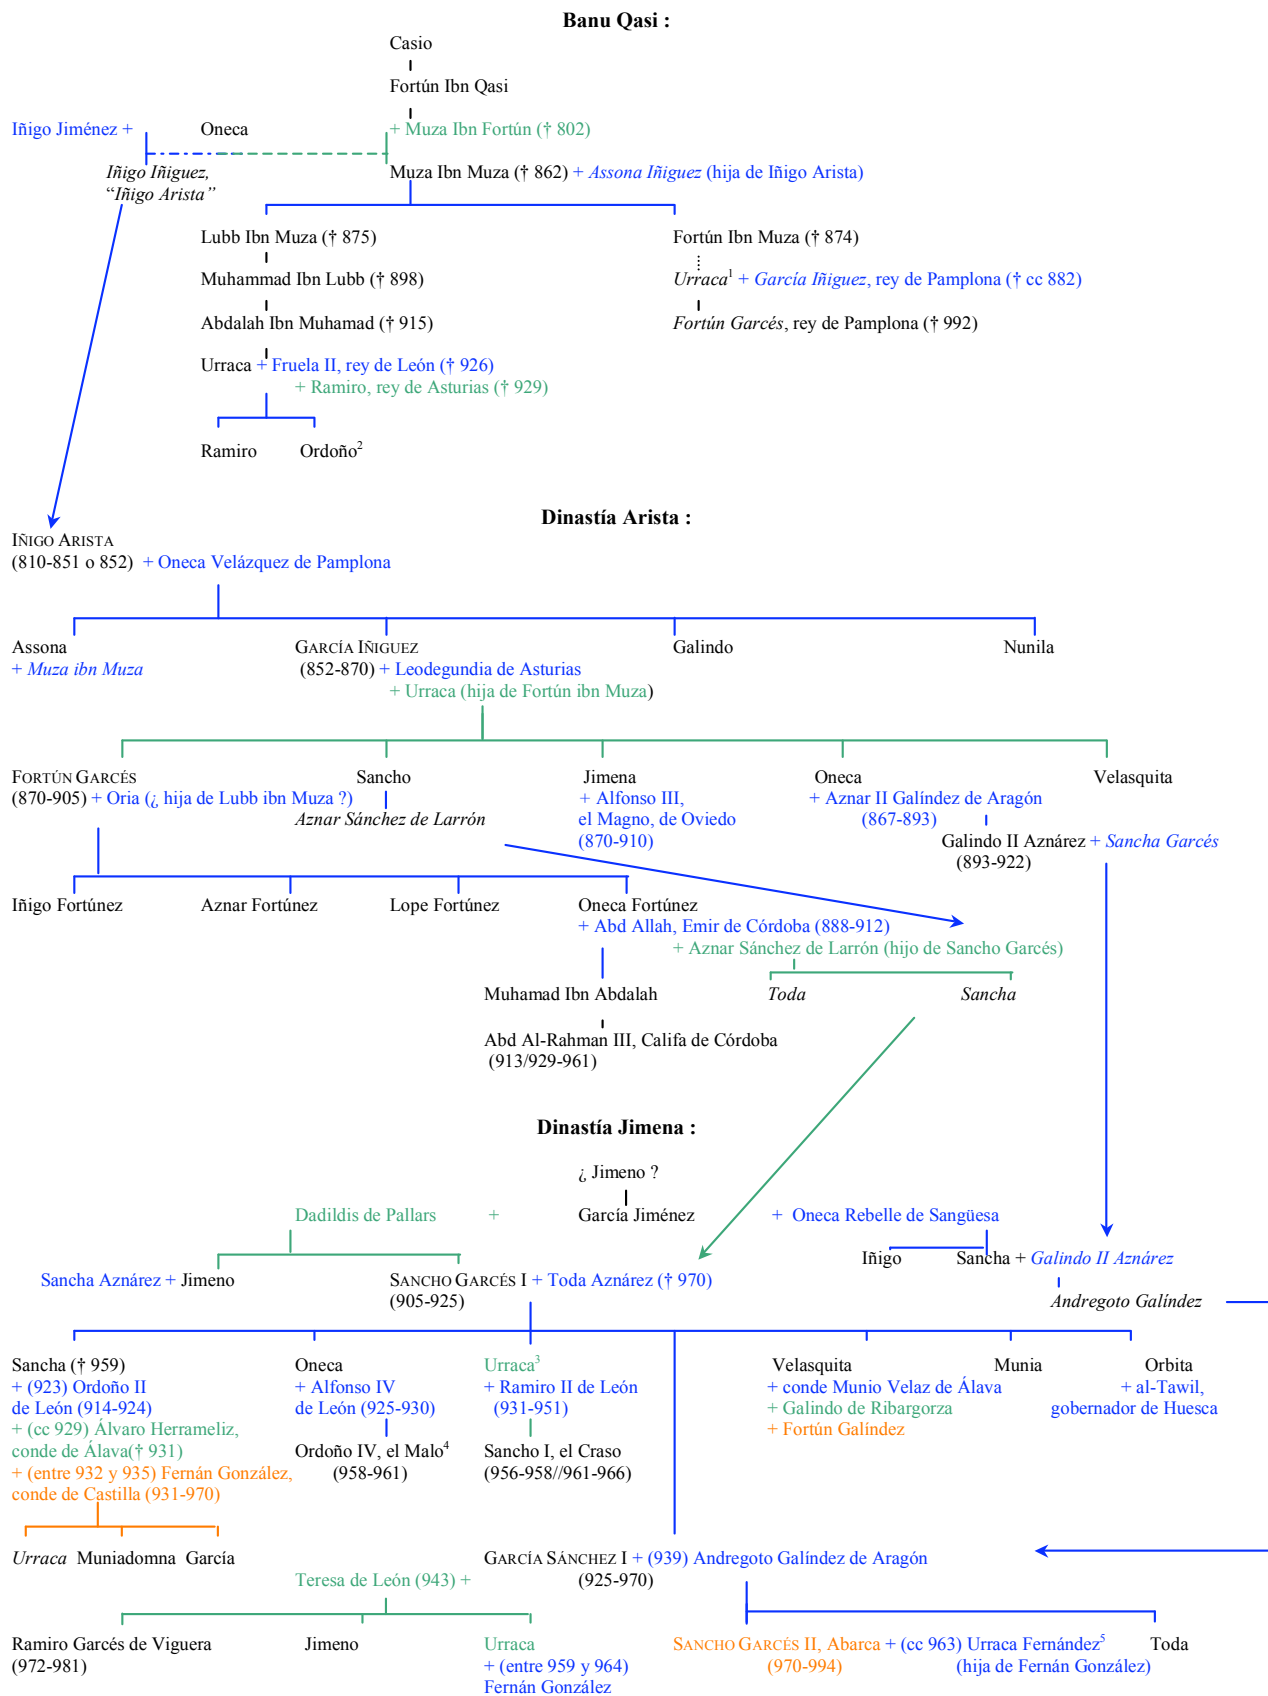 Banu Qasi :
Casio
Fortún Ibn Qasi
Iñigo Jiménez + Oneca + Muza Ibn Fortún († 802)
Iñigo Iñiguez, Muza Ibn Muza († 862) + Assona Iñiguez (hija de Iñigo Arista)
“Iñigo Arista”
Lubb Ibn Muza († 875) Fortún Ibn Muza († 874)
Muhammad Ibn Lubb († 898) Urraca¹ + García Iñiguez, rey de Pamplona († cc 882)
Abdalah Ibn Muhamad († 915) Fortún Garcés, rey de Pamplona († 992)
Urraca + Fruela II, rey de León († 926)
+ Ramiro, rey de Asturias († 929)
Ramiro Ordoño²
Dinastía Arista :
IÑIGO ARISTA
(810-851 o 852) + Oneca Velázquez de Pamplona
Assona GARCÍA IÑIGUEZ Galindo Nunila
+ Muza ibn Muza (852-870) + Leodegundia de Asturias
+ Urraca (hija de Fortún ibn Muza)
FORTÚN GARCÉS Sancho Jimena Oneca Velasquita
(870-905) + Oria (¿ hija de Lubb ibn Muza ?) + Alfonso III, + Aznar II Galíndez de Aragón
Aznar Sánchez de Larrón el Magno, de Oviedo (867-893)
(870-910) Galindo II Aznárez + Sancha Garcés
(893-922)
Iñigo Fortúnez Aznar Fortúnez Lope Fortúnez Oneca Fortúnez
+ Abd Allah, Emir de Córdoba (888-912)
+ Aznar Sánchez de Larrón (hijo de Sancho Garcés)
Muhamad Ibn Abdalah Toda Sancha
Abd Al-Rahman III, Califa de Córdoba
(913/929-961)
Dinastía Jimena :
¿ Jimeno ?
Dadildis de Pallars + García Jiménez + Oneca Rebelle de Sangüesa
Iñigo Sancha + Galindo II Aznárez
Sancha Aznárez + Jimeno SANCHO GARCÉS I + Toda Aznárez († 970)
(905-925) Andregoto Galíndez
Sancha († 959) Oneca Urraca³ Velasquita Munia Orbita
+ (923) Ordoño II + Alfonso IV + Ramiro II de León + conde Munio Velaz de Álava + al-Tawil,
de León (914-924) de León (925-930) (931-951) + Galindo de Ribargorza gobernador de Huesca
+ (cc 929) Álvaro Herrameliz, + Fortún Galíndez
conde de Álava(† 931) Ordoño IV, el Malo⁴ Sancho I, el Craso
+ (entre 932 y 935) Fernán González, (958-961) (956-958//961-966)
conde de Castilla (931-970)
Urraca Muniadomna García GARCÍA SÁNCHEZ I + (939) Andregoto Galíndez de Aragón
Teresa de León (943) + (925-970)
Ramiro Garcés de Viguera Jimeno Urraca SANCHO GARCÉS II, Abarca + (cc 963) Urraca Fernández⁵ Toda
(972-981) + (entre 959 y 964) (970-994) (hija de Fernán González)
Fernán González